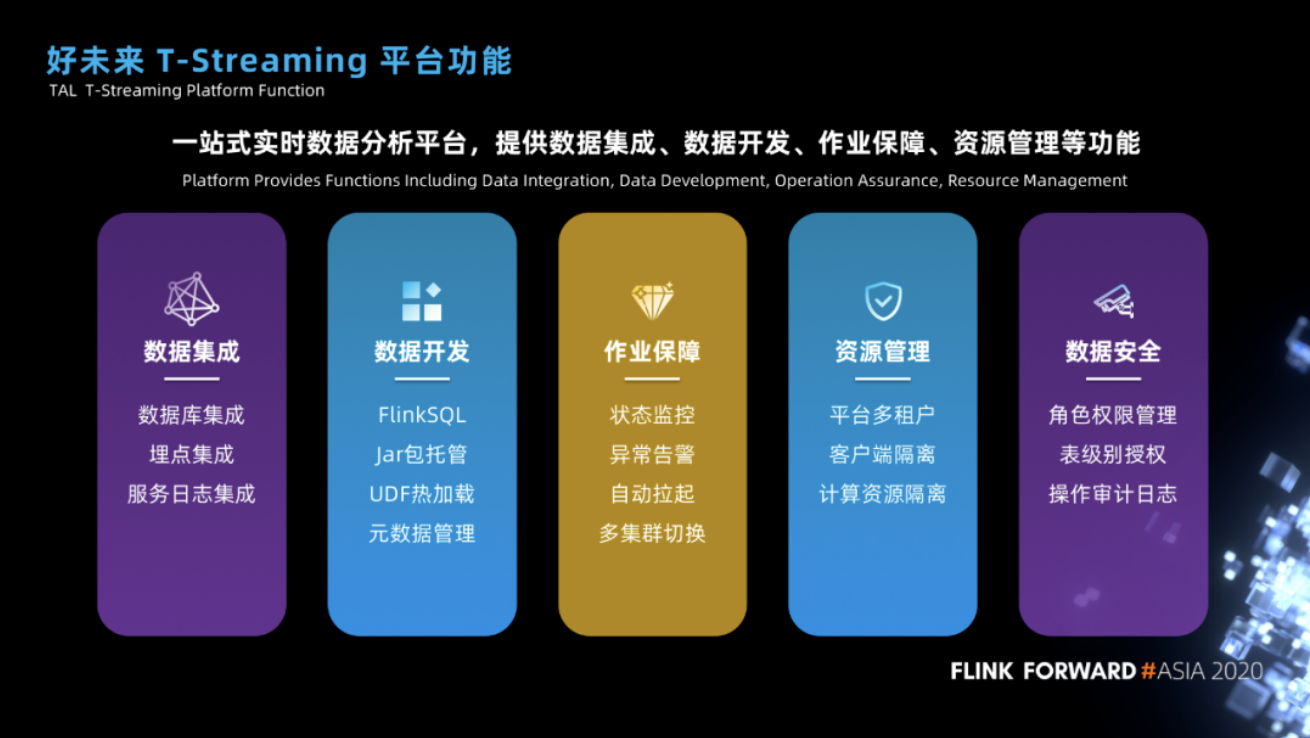 好未来 T-Streaming 平台功能
TAL T-Streaming Platform Function
一站式实时数据分析平台，提供数据集成、数据开发、作业保障、资源管理等功能
Platform Provides Functions Including Data Integration, Data Development, Operation Assurance, Resource Management
数据集成
数据库集成
埋点集成
服务日志集成
数据开发
FlinkSQL
Jar包托管
UDF热加载
元数据管理
作业保障
状态监控
异常告警
自动拉起
多集群切换
资源管理
平台多租户
客户端隔离
计算资源隔离
数据安全
角色权限管理
表级别授权
操作审计日志
FLINK FORWARD #ASIA 2020